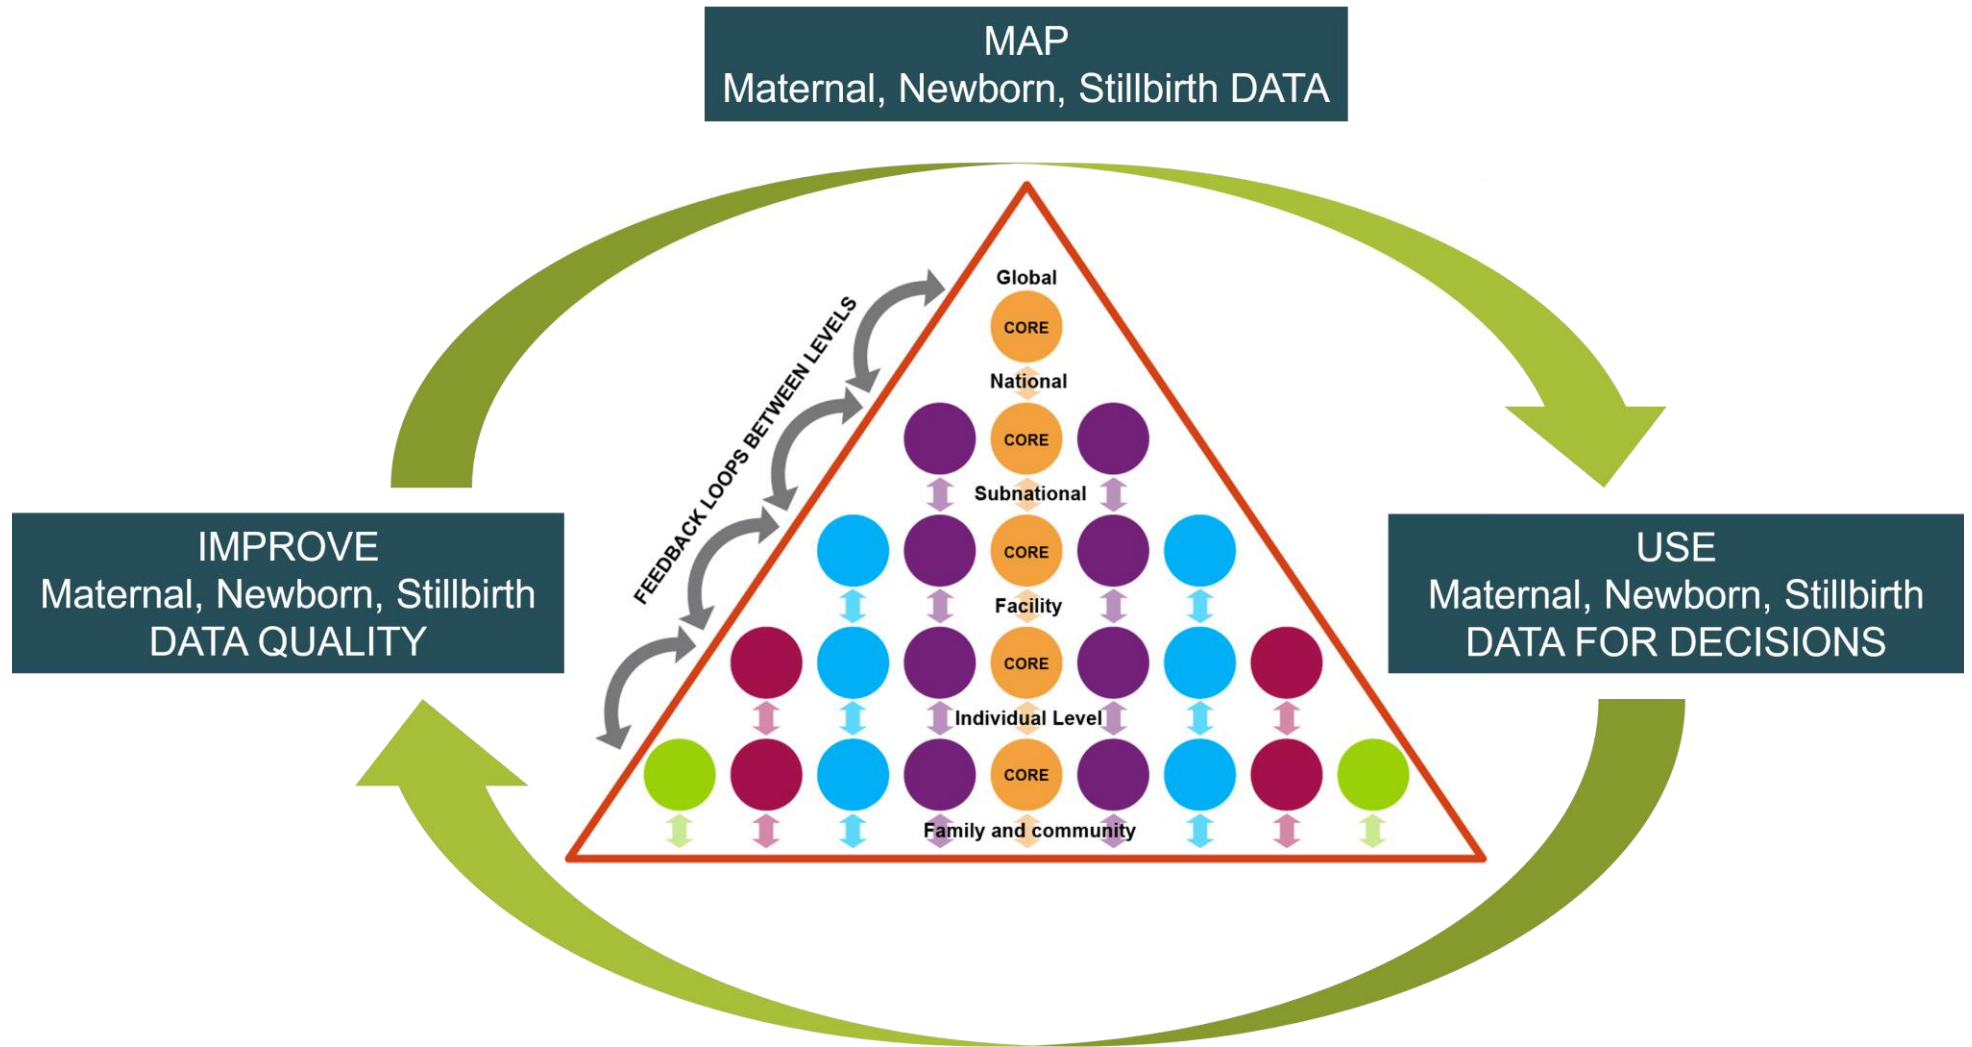 MAP
Maternal, Newborn, Stillbirth DATA
Global
CORE
FEEDBACK LOOPS BETWEEN LEVELS
National
CORE
Subnational
CORE
Facility
CORE
Individual Level
CORE
Family and community
IMPROVE
Maternal, Newborn, Stillbirth
DATA QUALITY
USE
Maternal, Newborn, Stillbirth
DATA FOR DECISIONS